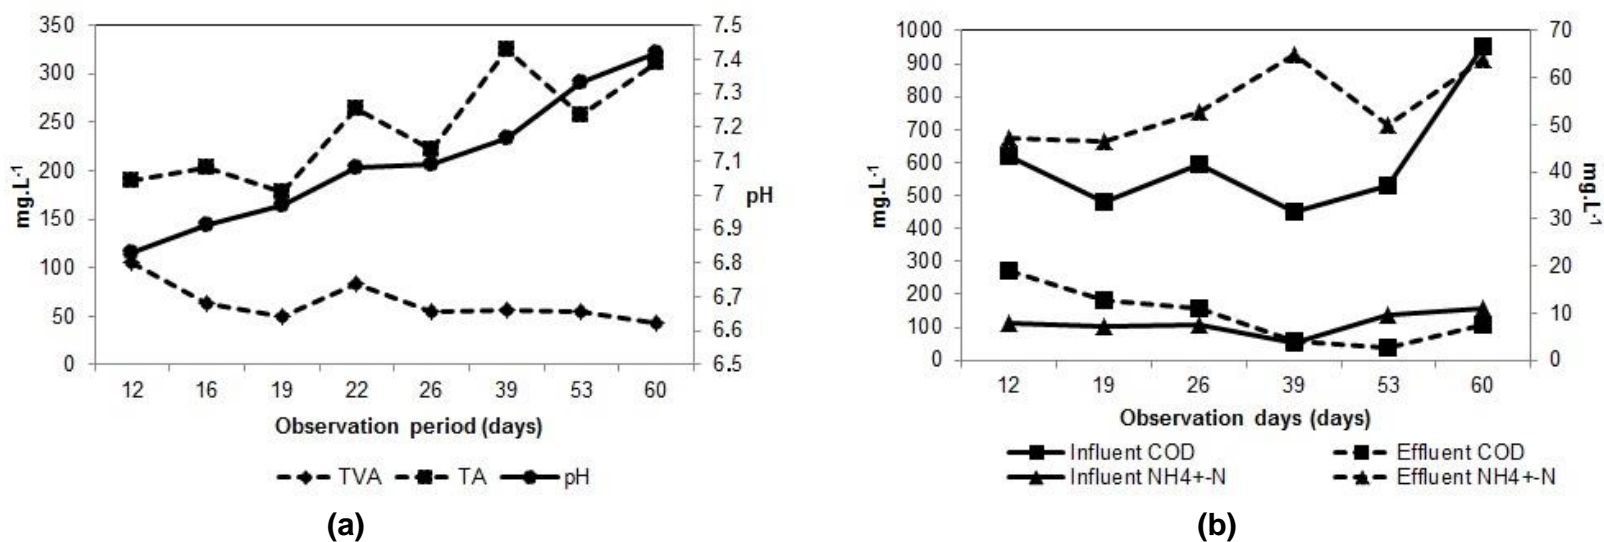 350
300
250
200
150
100
50
0
mg.L-1
7.5
7.4
7.3
7.2
7.1
7
6.9
6.8
6.7
6.6
6.5
pH
12 16 19 22 26 39 53 60
Observation period (days)
TVA TA pH
(a)
1000
900
800
700
600
500
400
300
200
100
0
mg.L-1
70
60
50
40
30
20
10
0
mg.L-1
12 19 26 39 53 60
Observation days (days)
Influent COD Effluent COD
Influent NH4+-N Effluent NH4+-N
(b)